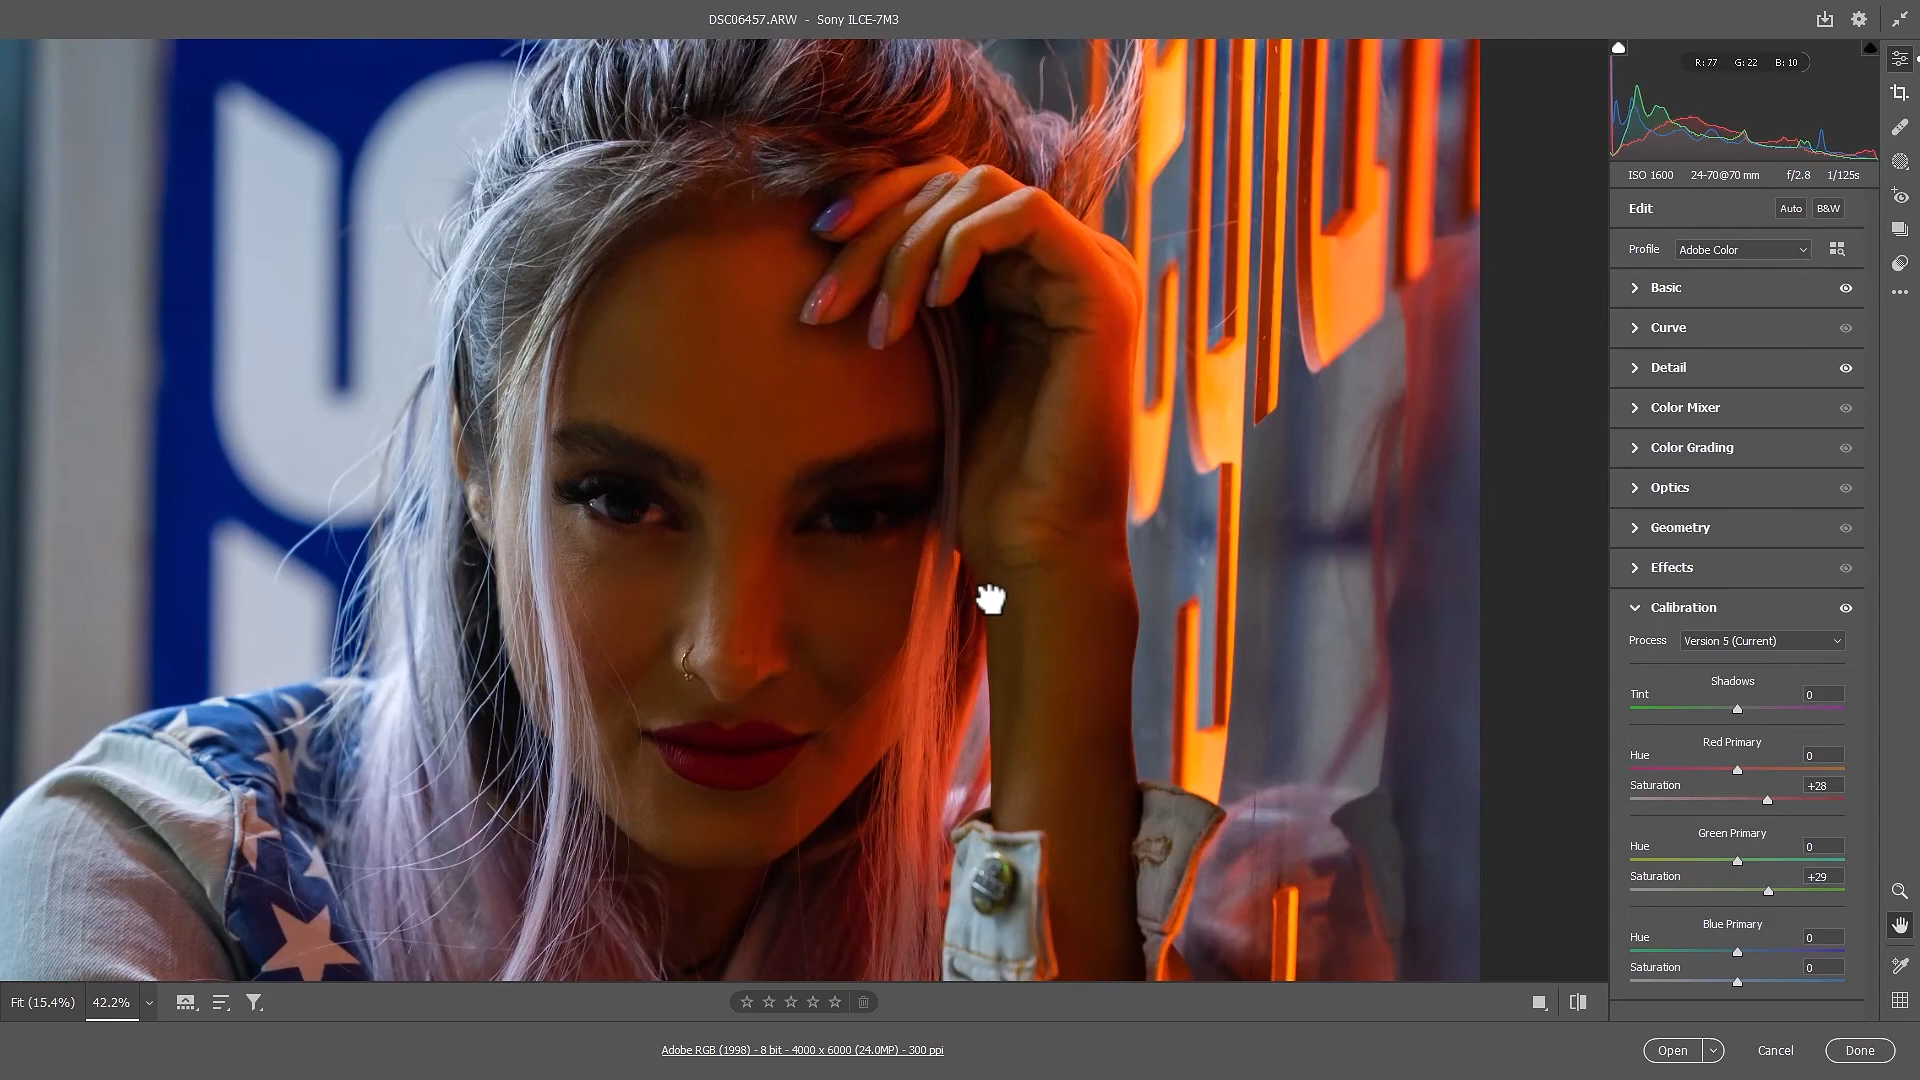 DSC06457.ARW - Sony ILCE-7M3
R: 77 G: 22 B: 10
ISO 1600 24-70@70 mm f/2.8 1/125s
Edit Auto B&W
Profile Adobe Color
Basic
Curve
Detail
Color Mixer
Color Grading
Optics
Geometry
Effects
Calibration
Process Version 5 (Current)
Shadows
Tint 0
Red Primary
Hue 0
Saturation +28
Green Primary
Hue 0
Saturation +29
Blue Primary
Hue 0
Saturation 0
Fit (15.4%) 42.2%
Adobe RGB (1998) - 8 bit - 4000 x 6000 (24.0MP) - 300 ppi
Open Cancel Done